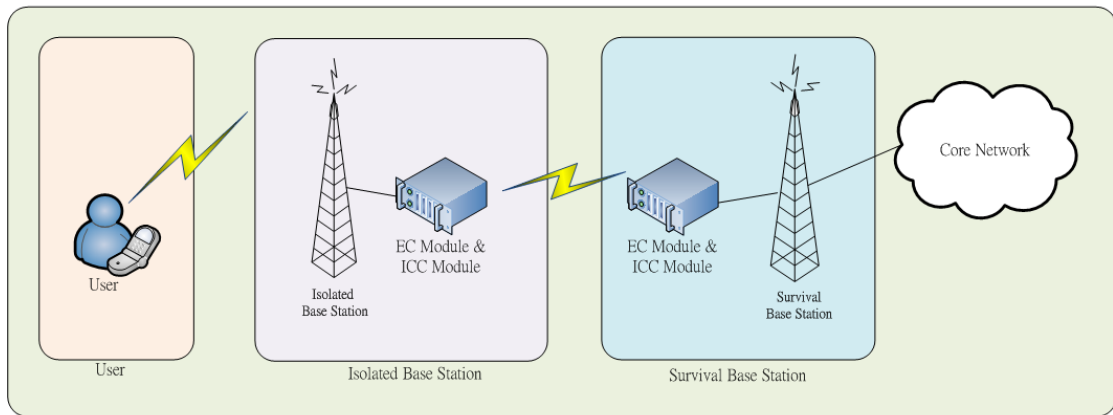 User
User
EC Module &
ICC Module
Isolated
Base Station
Isolated Base Station
EC Module &
ICC Module
Survival
Base Station
Survival Base Station
Core Network